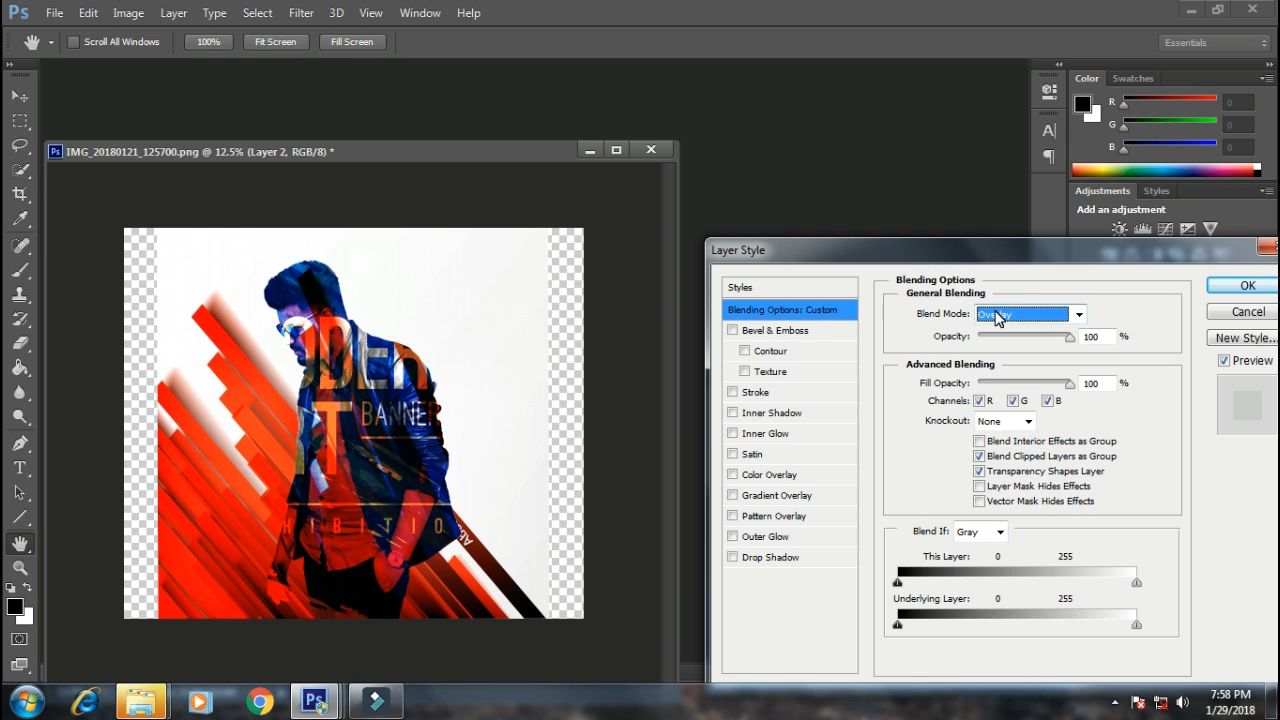 Ps File Edit Image Layer Type Select Filter 3D View Window Help
Scroll All Windows 100% Fit Screen Fill Screen Essentials
Color Swatches
R 0
G 0
B 0
Adjustments Styles
Add an adjustment
Ps IMG_20180121_125700.png @ 12.5% (Layer 2, RGB/8) *
BANNER
HIBITIO
Layer Style
Styles
Blending Options: Custom
Bevel & Emboss
Contour
Texture
Stroke
Inner Shadow
Inner Glow
Satin
Color Overlay
Gradient Overlay
Pattern Overlay
Outer Glow
Drop Shadow
Blending Options
General Blending
Blend Mode: Overlay
Opacity: 100 %
Advanced Blending
Fill Opacity: 100 %
Channels: R G B
Knockout: None
Blend Interior Effects as Group
Blend Clipped Layers as Group
Transparency Shapes Layer
Layer Mask Hides Effects
Vector Mask Hides Effects
Blend If: Gray
This Layer: 0 255
Underlying Layer: 0 255
OK
Cancel
New Style...
Preview
Ps
7:58 PM
1/29/2018